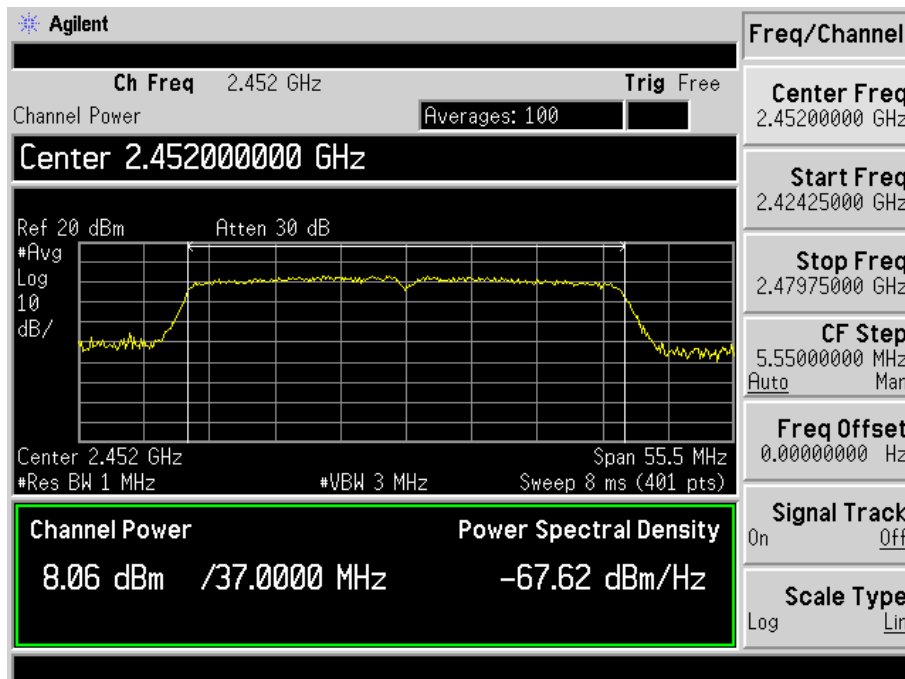 Agilent
Freq/Channel
Ch Freq 2.452 GHz Trig Free
Channel Power Averages: 100
Center 2.452000000 GHz
Ref 20 dBm Atten 30 dB
#Avg
Log
10
dB/
Center 2.452 GHz Span 55.5 MHz
#Res BW 1 MHz #VBW 3 MHz Sweep 8 ms (401 pts)
Channel Power Power Spectral Density
8.06 dBm /37.0000 MHz -67.62 dBm/Hz
Center Freq
2.45200000 GHz
Start Freq
2.42425000 GHz
Stop Freq
2.47975000 GHz
CF Step
5.55000000 MHz
Auto Man
Freq Offset
0.00000000 Hz
Signal Track
On Off
Scale Type
Log Lin